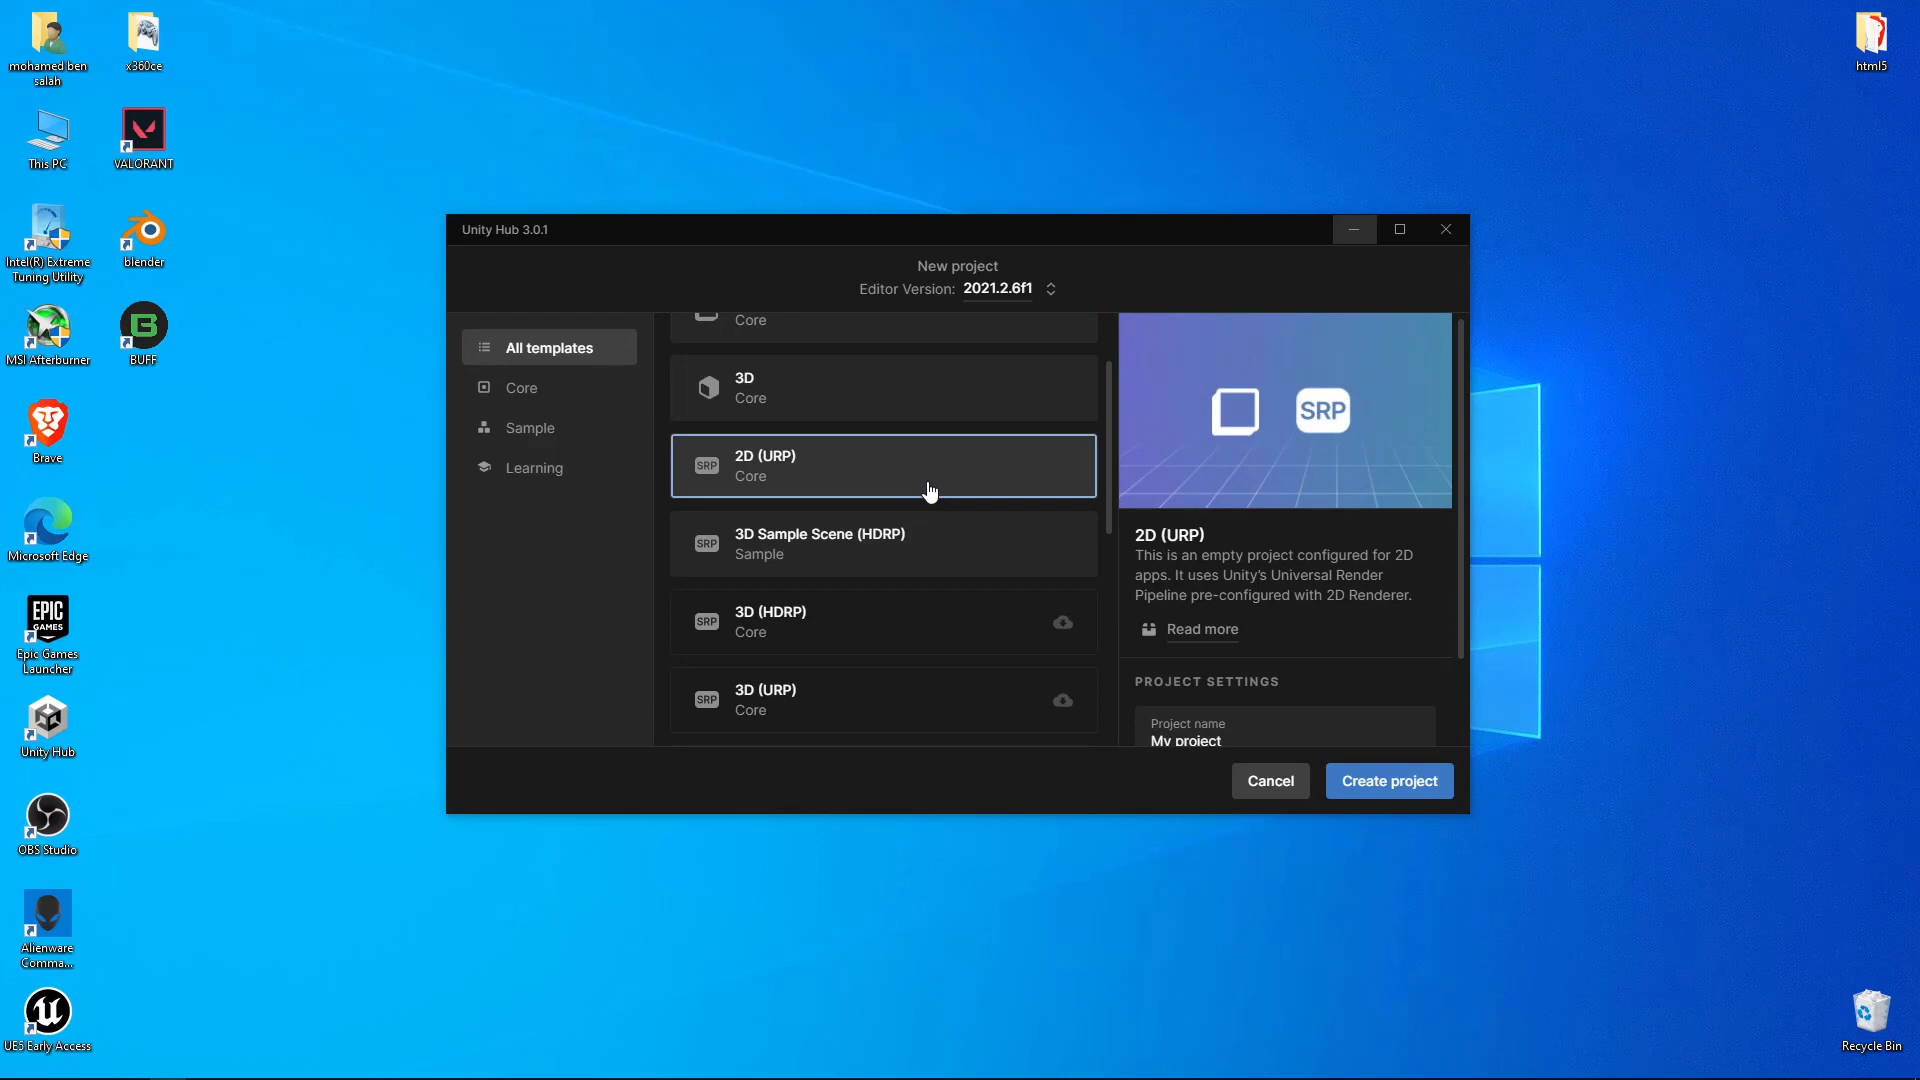 mohamed ben
salah
x360ce
html5
This PC
VALORANT
Intel(R) Extreme
Tuning Utility
blender
MSI Afterburner
BUFF
Brave
Microsoft Edge
EPIC
GAMES
Epic Games
Launcher
Unity Hub
OBS Studio
Alienware
Comma...
UE5 Early Access
Recycle Bin
Unity Hub 3.0.1
New project
Editor Version: 2021.2.6f1
All templates
Core
Sample
Learning
Core
3D
Core
SRP
2D (URP)
Core
SRP
3D Sample Scene (HDRP)
Sample
SRP
3D (HDRP)
Core
SRP
3D (URP)
Core
SRP
2D (URP)
This is an empty project configured for 2D
apps. It uses Unity's Universal Render
Pipeline pre-configured with 2D Renderer.
Read more
PROJECT SETTINGS
Project name
My project
Cancel
Create project